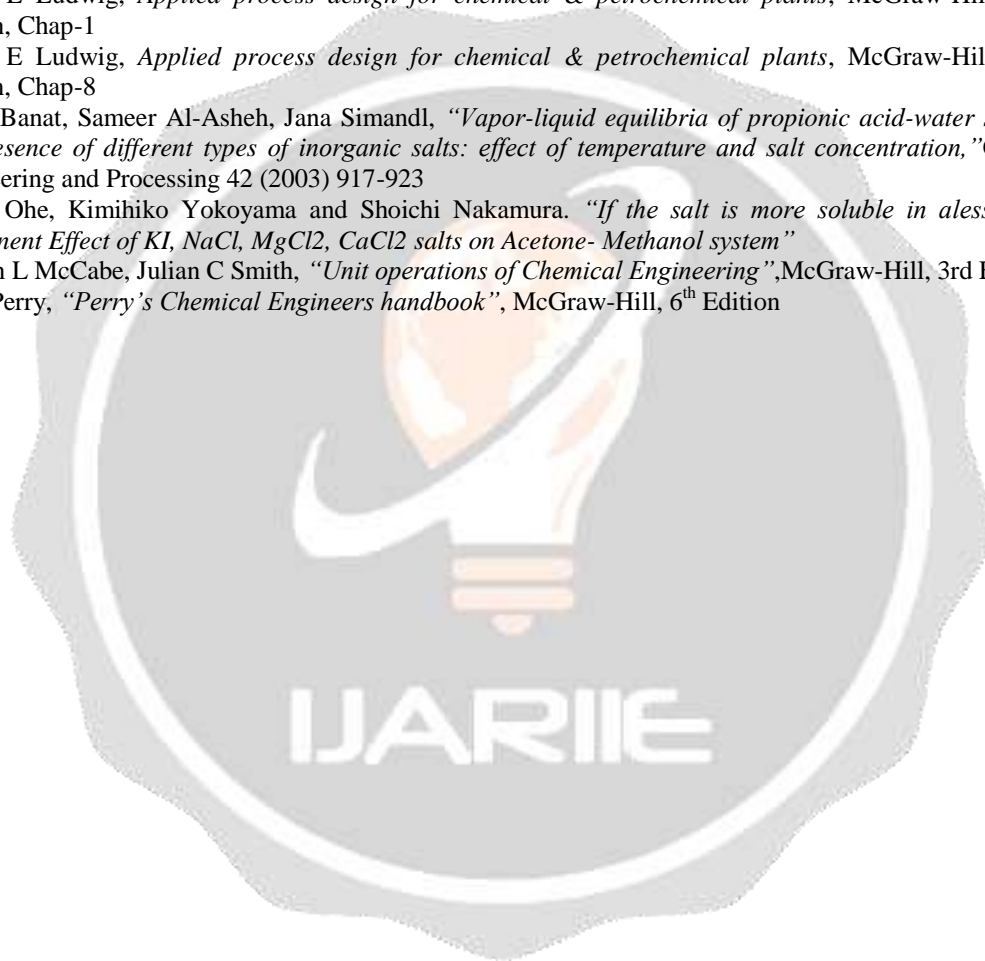 E Ludwig, Applied process design for chemical & petrochemical plants, McGraw-Hil
n, Chap-1
E Ludwig, Applied process design for chemical & petrochemical plants, McGraw-Hil
n, Chap-8
Banat, Sameer Al-Asheh, Jana Simandl, “Vapor-liquid equilibria of propionic acid-water
esence of different types of inorganic salts: effect of temperature and salt concentration,”
ering and Processing 42 (2003) 917-923
Ohe, Kimihiko Yokoyama and Shoichi Nakamura. “If the salt is more soluble in aless
nent Effect of KI, NaCl, MgCl2, CaCl2 salts on Acetone- Methanol system”
n L McCabe, Julian C Smith, “Unit operations of Chemical Engineering”,McGraw-Hill, 3rd E
Perry, “Perry’s Chemical Engineers handbook”, McGraw-Hill, 6th Edition
IJARIIE